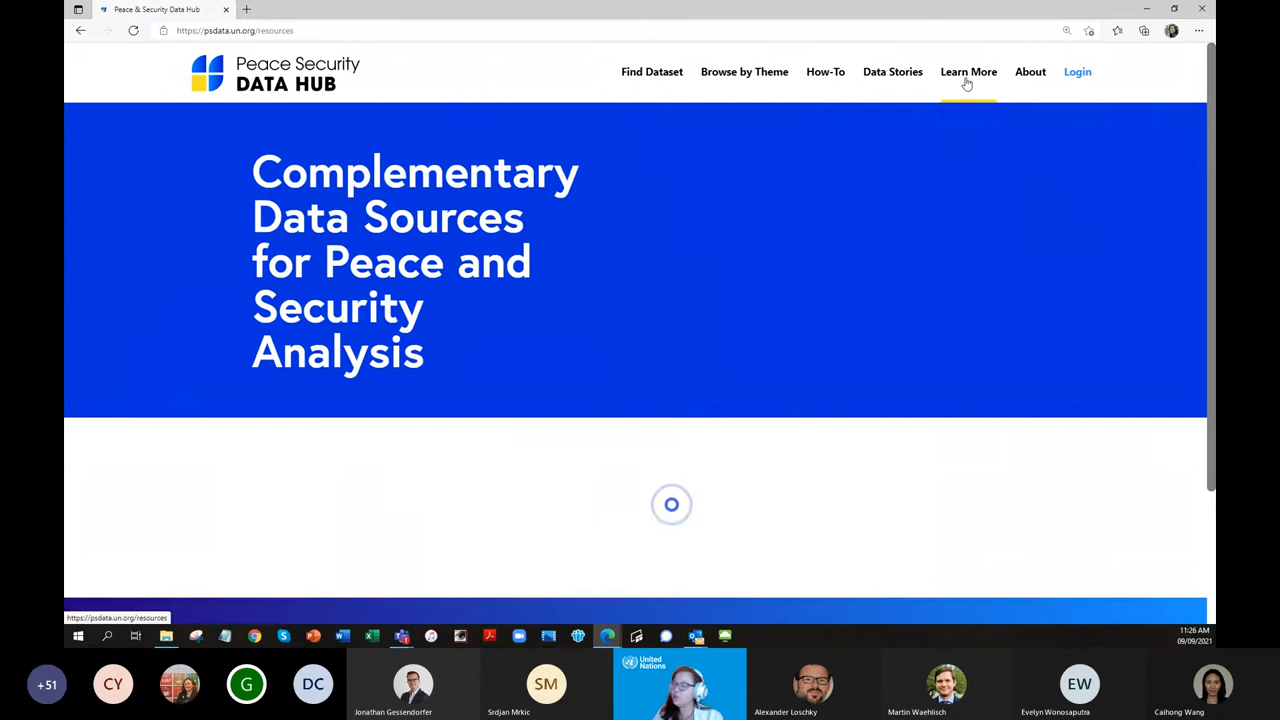 Peace & Security Data Hub
https://psdata.un.org/resources
Peace Security
DATA HUB
Find Dataset
Browse by Theme
How-To
Data Stories
Learn More
About
Login
Complementary
Data Sources
for Peace and
Security
Analysis
https://psdata.un.org/resources
11:26 AM
09/09/2021
+51
CY
G
DC
Jonathan Gessendorfer
SM
Srdjan Mrkic
United
Nations
Alexander Loschky
Martin Waehlisch
EW
Evelyn Wonosaputra
Caihong Wang